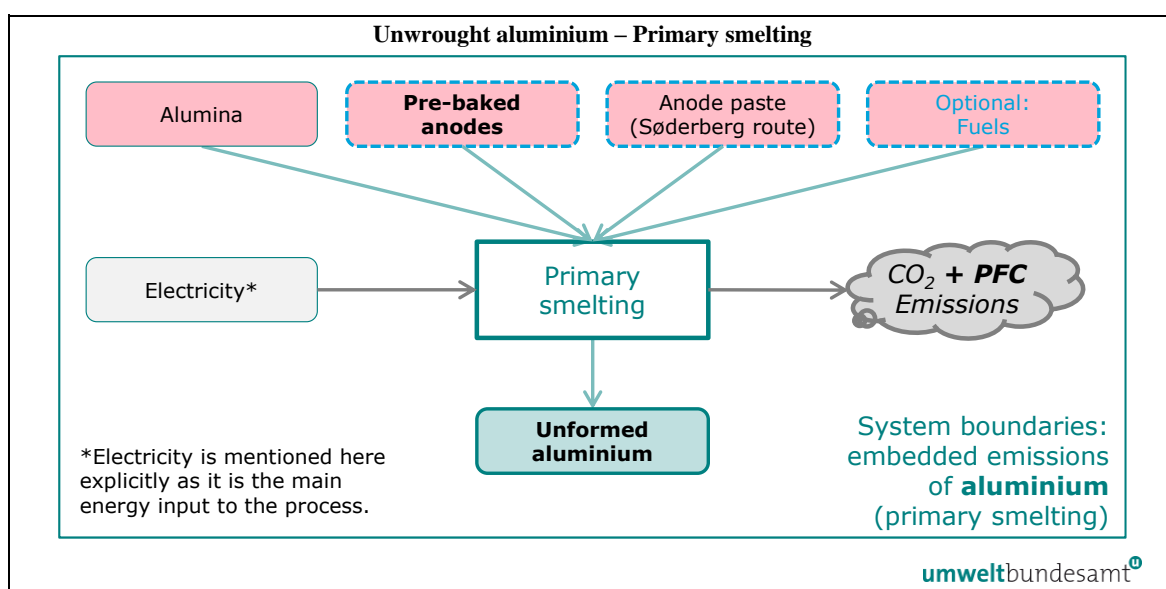 Unwrought aluminium – Primary smelting
Alumina
Pre-baked
anodes
Anode paste
(Søderberg route)
Optional:
Fuels
Electricity*
Primary
smelting
CO₂ + PFC
Emissions
Unformed
aluminium
*Electricity is mentioned here
explicitly as it is the main
energy input to the process.
System boundaries:
embedded emissions
of aluminium
(primary smelting)
umweltbundesamt
u